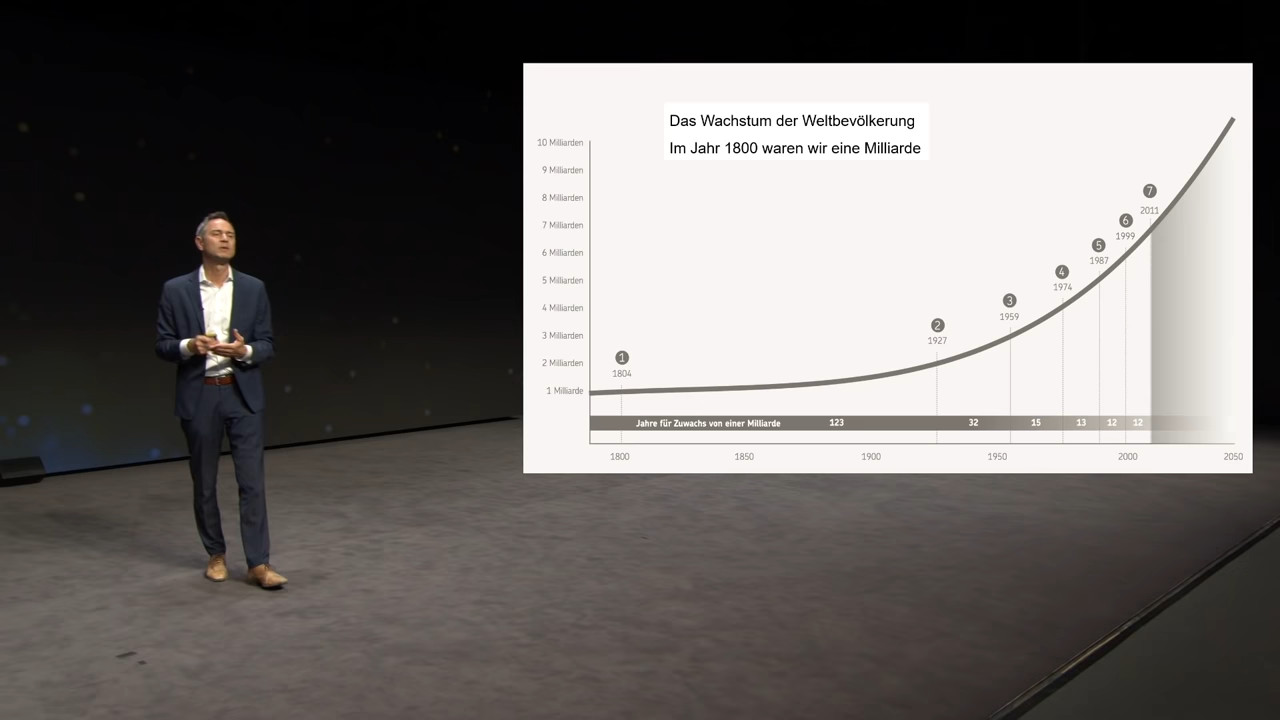 Das Wachstum der Weltbevölkerung
Im Jahr 1800 waren wir eine Milliarde
10 Milliarden
9 Milliarden
8 Milliarden
7 Milliarden
6 Milliarden
5 Milliarden
4 Milliarden
3 Milliarden
2 Milliarden
1 Milliarde
1
1804
2
1927
3
1959
4
1974
5
1987
6
1999
7
2011
Jahre für Zuwachs von einer Milliarde 123 32 15 13 12 12
1800 1850 1900 1950 2000 2050